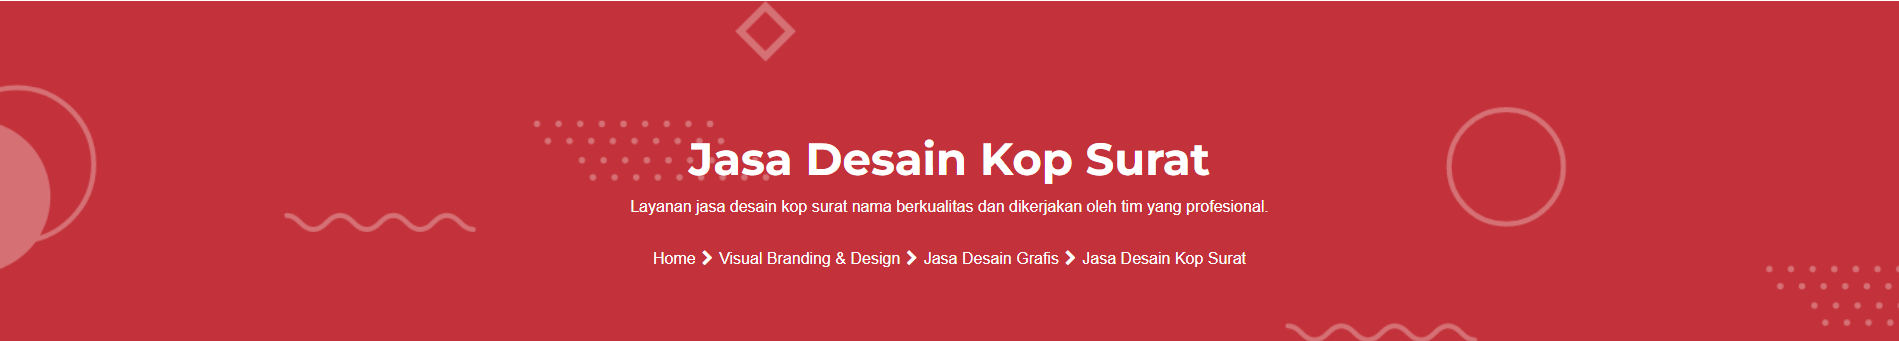 Jasa Desain Kop Surat
Layanan jasa desain kop surat nama berkualitas dan dikerjakan oleh tim yang profesional.
Home > Visual Branding & Design > Jasa Desain Grafis > Jasa Desain Kop Surat